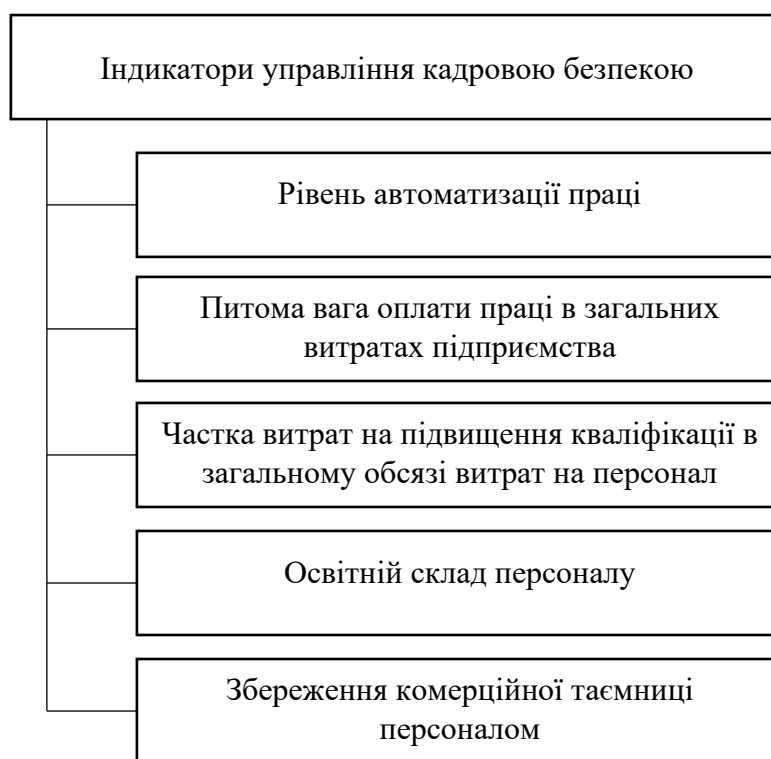 Індикатори управління кадровою безпекою
Рівень автоматизації праці
Питома вага оплати праці в загальних
витратах підприємства
Частка витрат на підвищення кваліфікації в
загальному обсязі витрат на персонал
Освітній склад персоналу
Збереження комерційної таємниці
персоналом